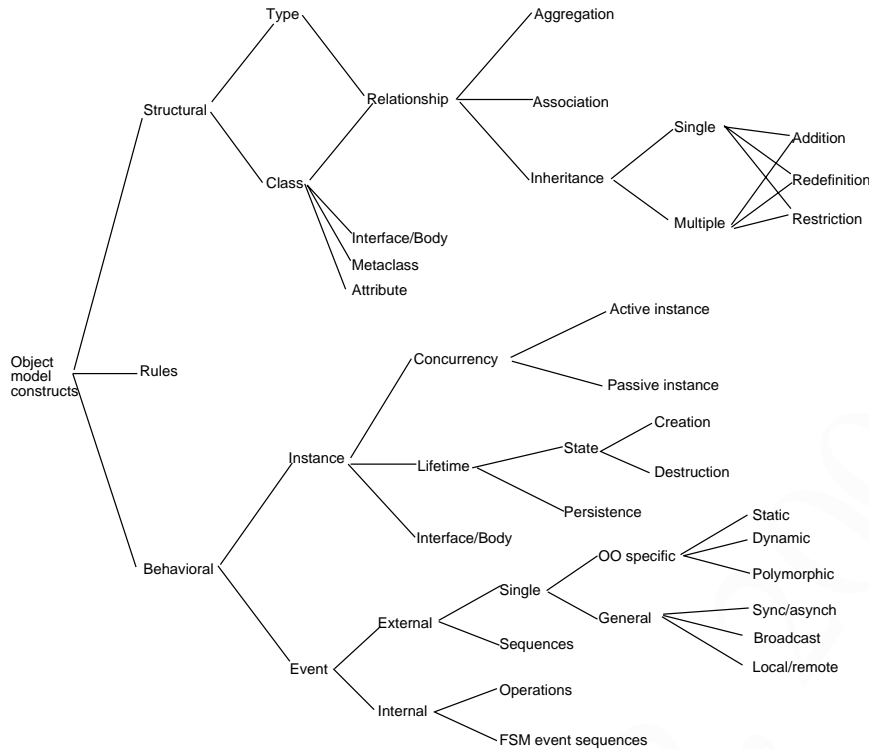 Type
Aggregation
Structural
Relationship
Association
Single
Addition
Class
Inheritance
Redefinition
Multiple
Restriction
Interface/Body
Metaclass
Attribute
Active instance
Object
model
constructs
Rules
Concurrency
Passive instance
Instance
Lifetime
State
Creation
Destruction
Persistence
Interface/Body
Behavioral
Static
Dynamic
OO specific
Polymorphic
Single
External
General
Sync/asynch
Broadcast
Sequences
Local/remote
Event
Operations
Internal
FSM event sequences